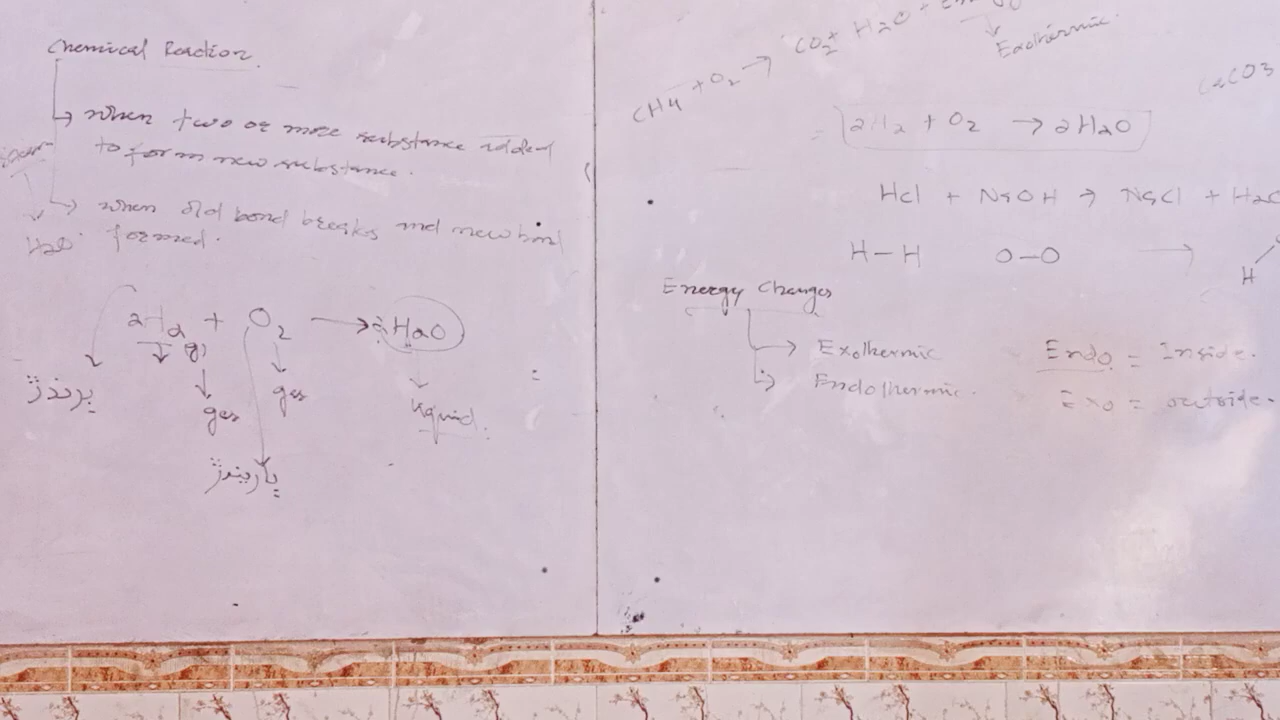 Chemical Reaction.
↳ when two or more substance added
to form new substance.
↳ when old bond breaks and new bond
formed.
H2O
2H2 + O2 → 2H2O
(g)
gas
gas
liquid.
CH4 + O2 → CO2 + H2O +
Exothermic
CaCO3
2H2 + O2 → 2H2O
Hcl + NaOH → NaCl + H2O
H–H O–O →
H
Energy Changes
→ Exothermic
→ Endothermic.
Endo = Inside.
Exo = outside.